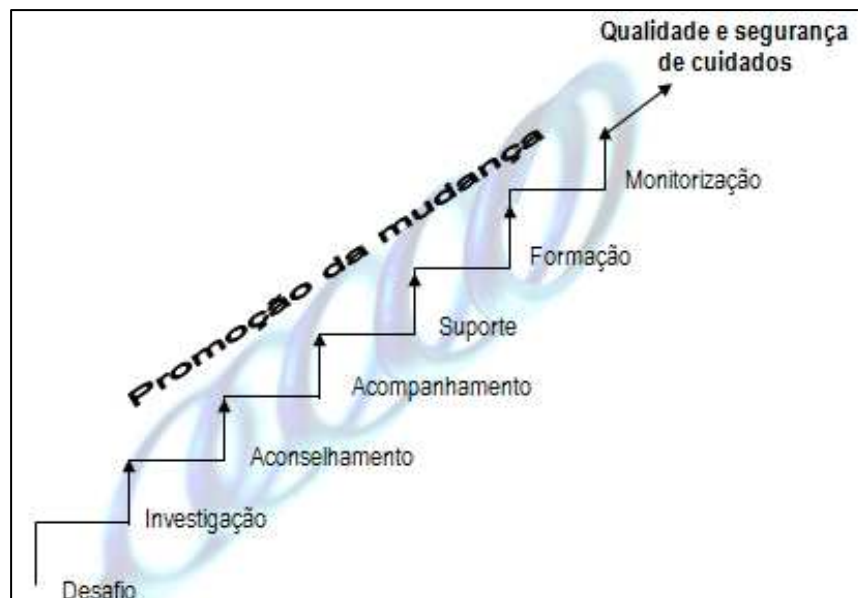 Qualidade e segurança
de cuidados
Promoção da mudança
Monitorização
Formação
Suporte
Acompanhamento
Aconselhamento
Investigação
Desafio